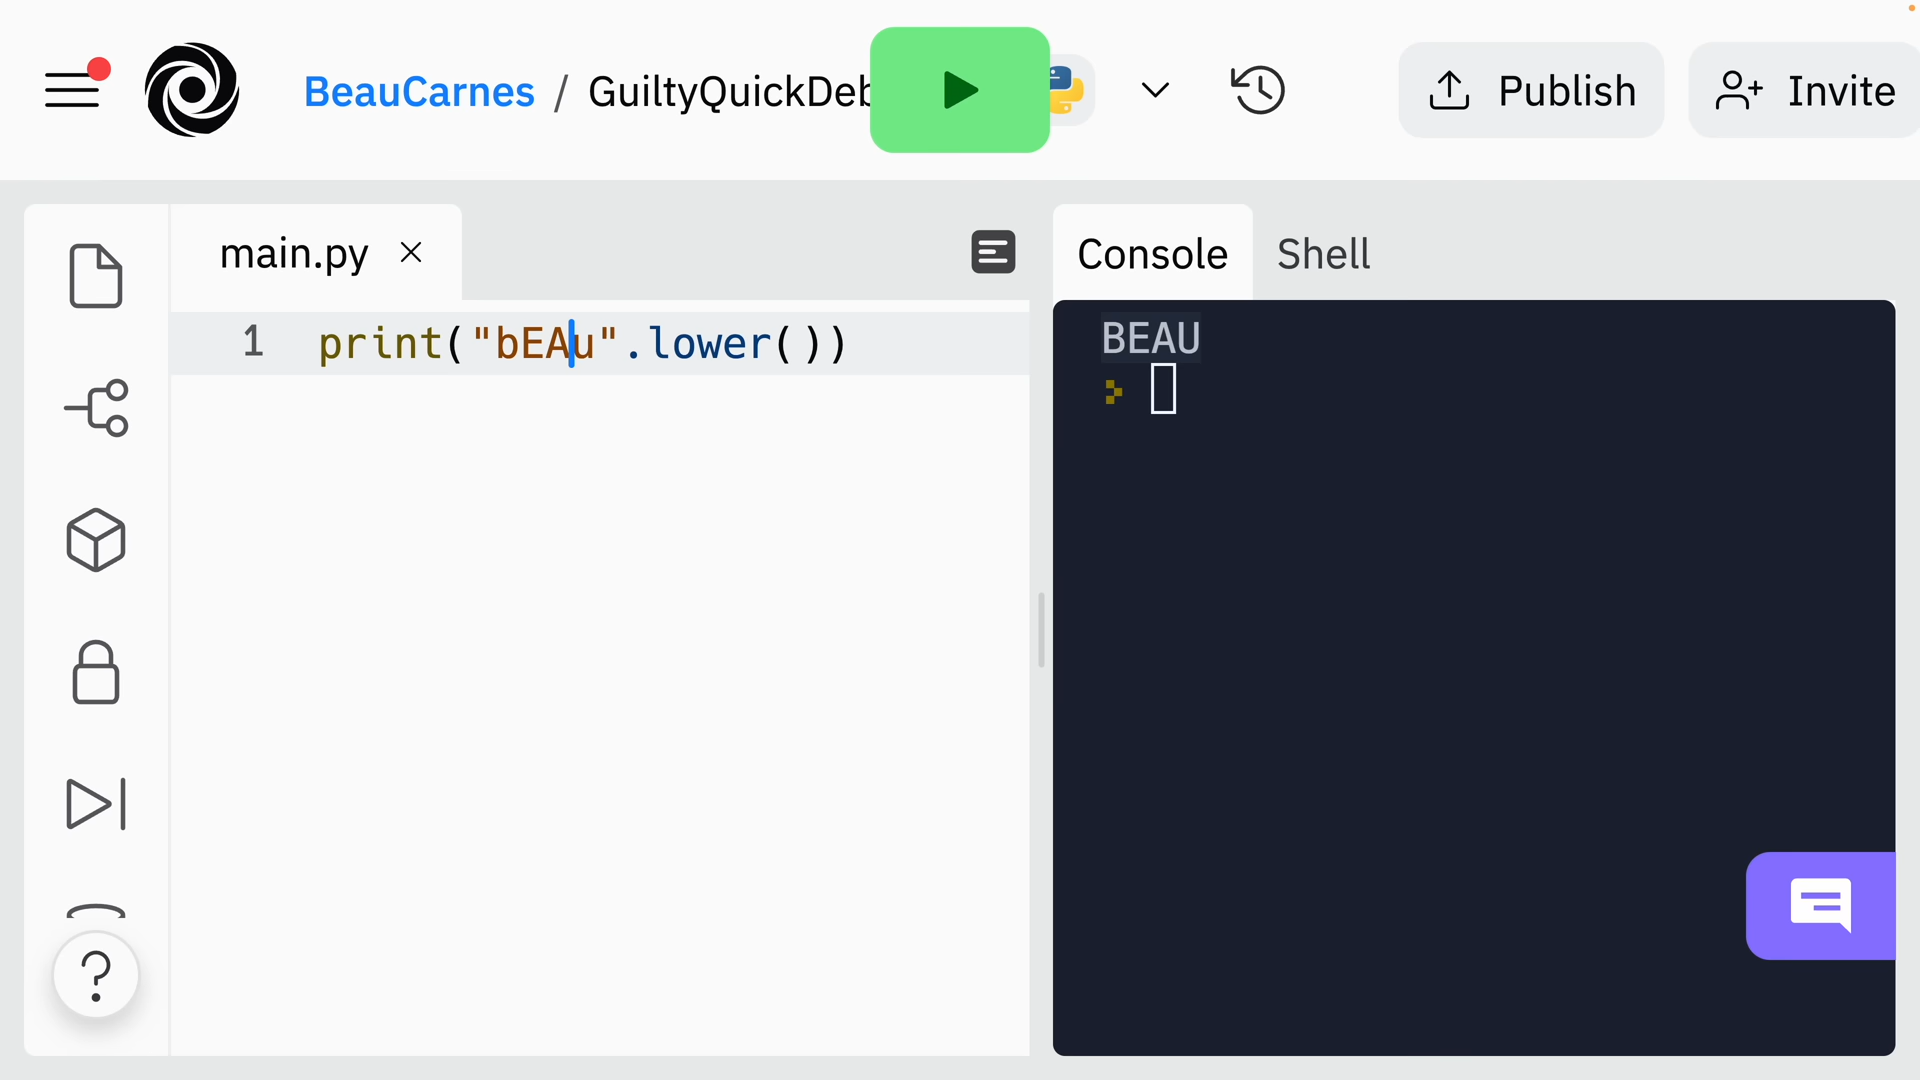 BeauCarnes / GuiltyQuickDeb
Publish
Invite
main.py
Console
Shell
1 print("bEAu".lower())
BEAU
?